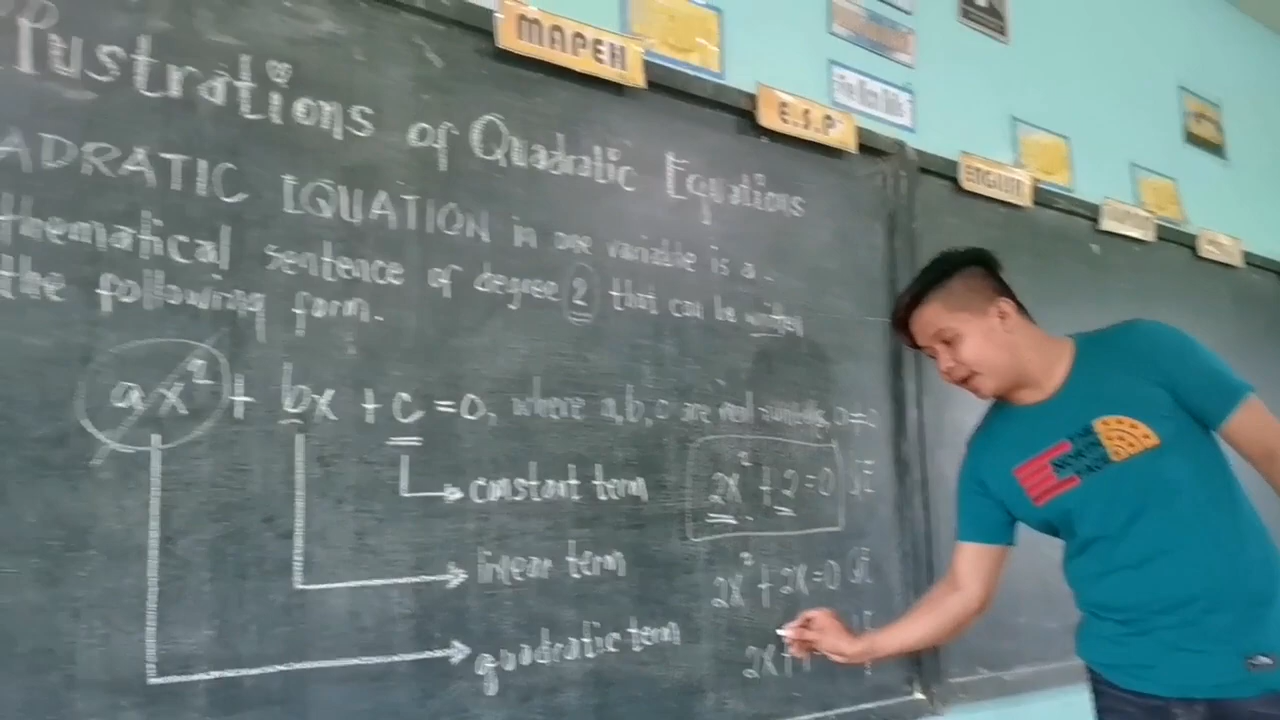 MAPEH
E.S.P
ENGLISH
llustrations of Quadratic Equations
ADRATIC EQUATION in one variable is a
thematical sentence of degree 2 that can be written
the following form.
ax² + bx + c = 0, where a,b,c are real numbers, a≠
constant term
2x² + 2 = 0
linear term
2x² + 2x = 0
quadratic term
2x +